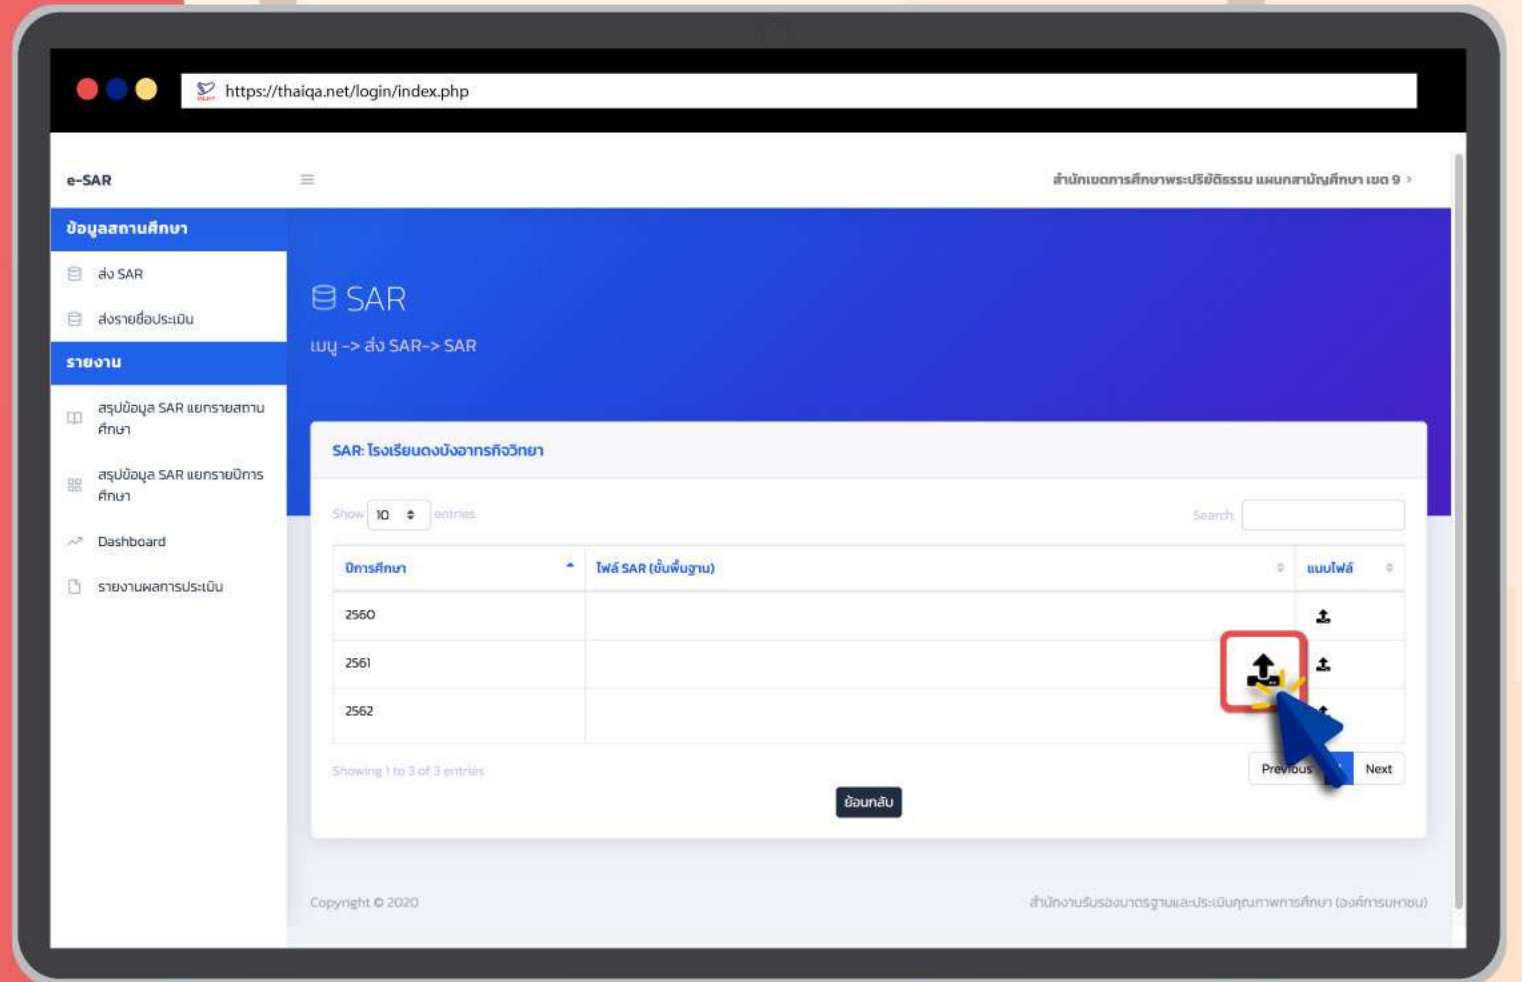 https://thaiqa.net/login/index.php
e-SAR
สำนักเขตการศึกษาพระปริยัติธรรม แผนกสามัญศึกษา เขต 9 >
ข้อมูลสถานศึกษา
ส่ง SAR
ส่งรายชื่อประเมิน
รายงาน
สรุปข้อมูล SAR แยกรายสถาน
ศึกษา
สรุปข้อมูล SAR แยกรายปีการ
ศึกษา
Dashboard
รายงานผลการประเมิน
SAR
เมนู -> ส่ง SAR-> SAR
SAR: โรงเรียนดงบังอาทรกิจวิทยา
Show 10 entries
Search:
ปีการศึกษา ไฟล์ SAR (ขั้นพื้นฐาน) แนบไฟล์
2560
2561
2562
Showing 1 to 3 of 3 entries
Previous Next
ย้อนกลับ
Copyright © 2020
สำนักงานรับรองมาตรฐานและประเมินคุณภาพการศึกษา (องค์การมหาชน)